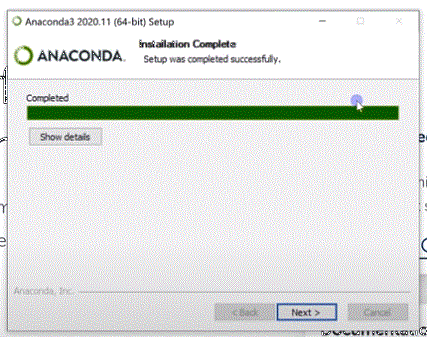 Anaconda3 2020.11 (64-bit) Setup
ANACONDA.
Installation Complete
Setup was completed successfully.
Completed
Show details
Anaconda, Inc.
< Back
Next >
Cancel